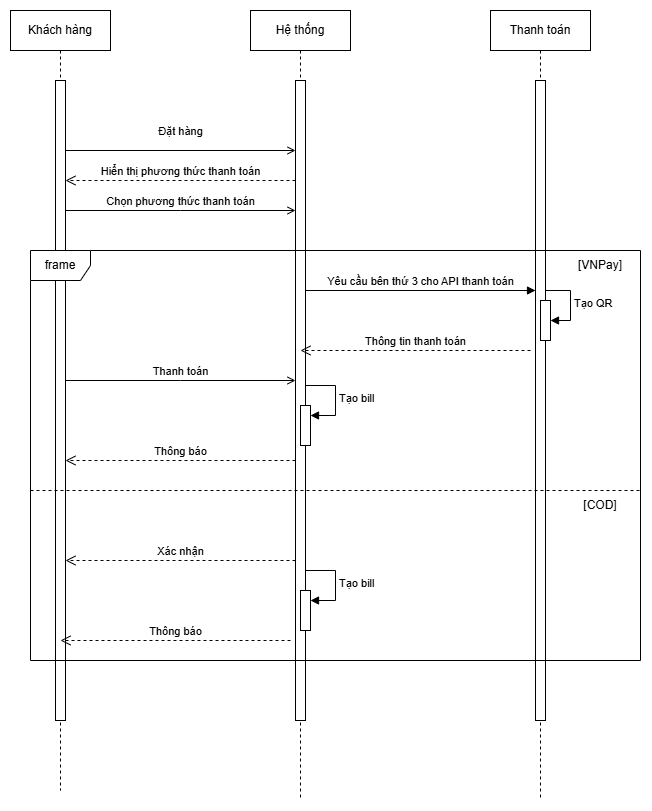 Khách hàng
Hệ thống
Thanh toán
Đặt hàng
Hiển thị phương thức thanh toán
Chọn phương thức thanh toán
frame
[VNPay]
Yêu cầu bên thứ 3 cho API thanh toán
Tạo QR
Thông tin thanh toán
Thanh toán
Tạo bill
Thông báo
[COD]
Xác nhận
Tạo bill
Thông báo